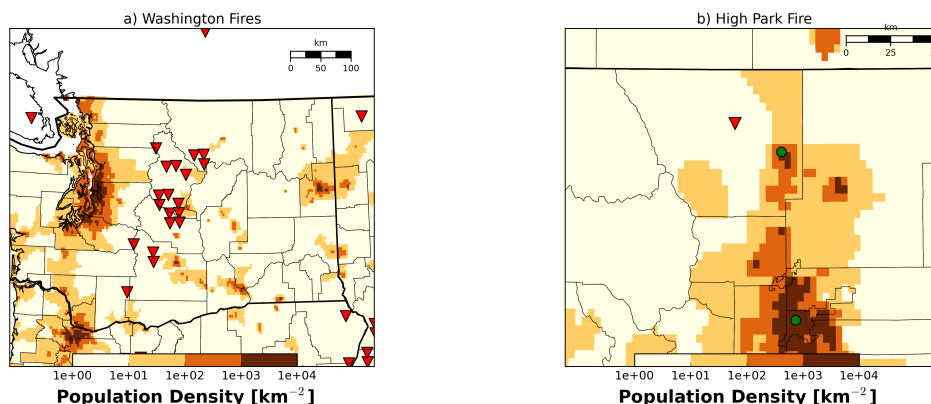 a) Washington Fires
b) High Park Fire
km
0 50 100
km
0 25
1e+00 1e+01 1e+02 1e+03 1e+04
1e+00 1e+01 1e+02 1e+03 1e+04
Population Density [km⁻²]
Population Density [km⁻²]